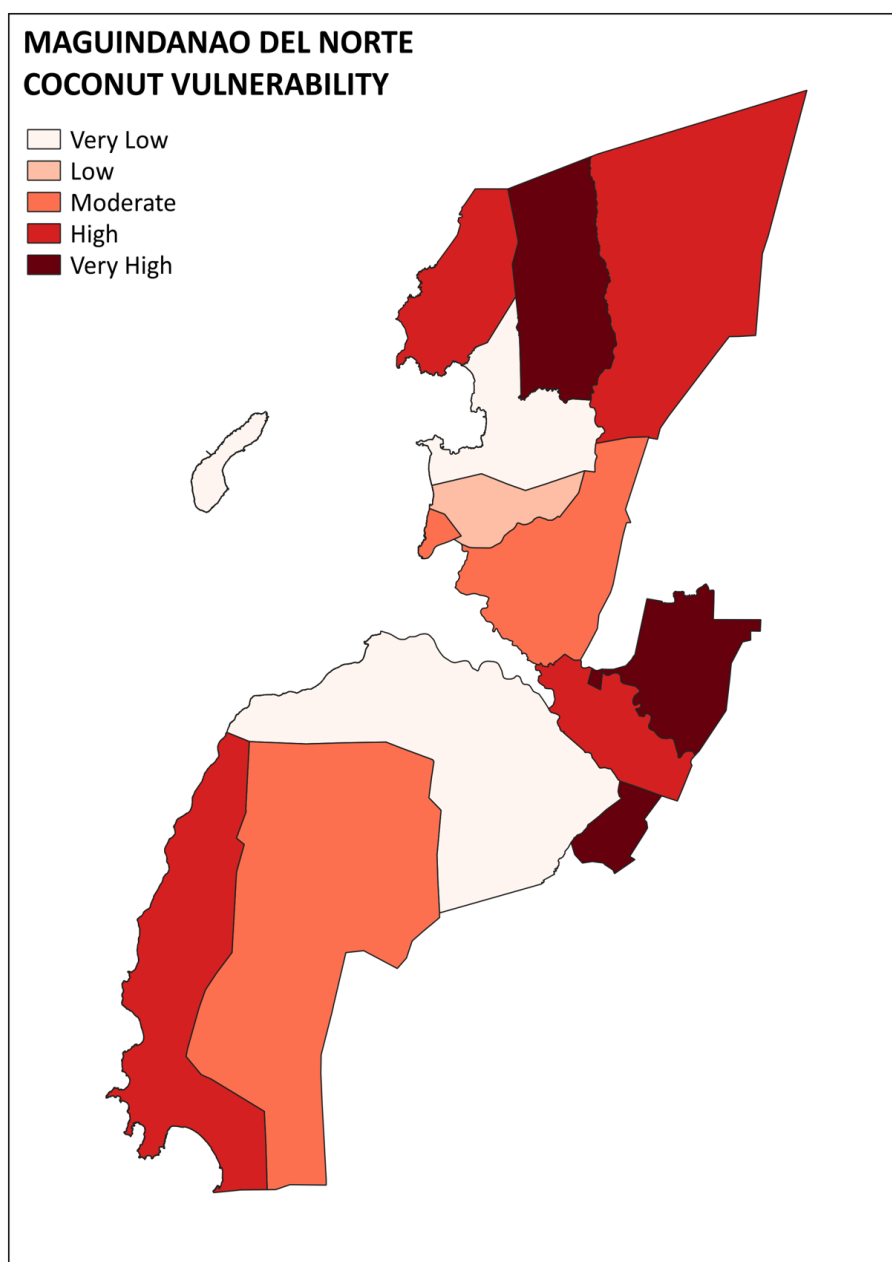 MAGUINDANAO DEL NORTE
COCONUT VULNERABILITY
Very Low
Low
Moderate
High
Very High